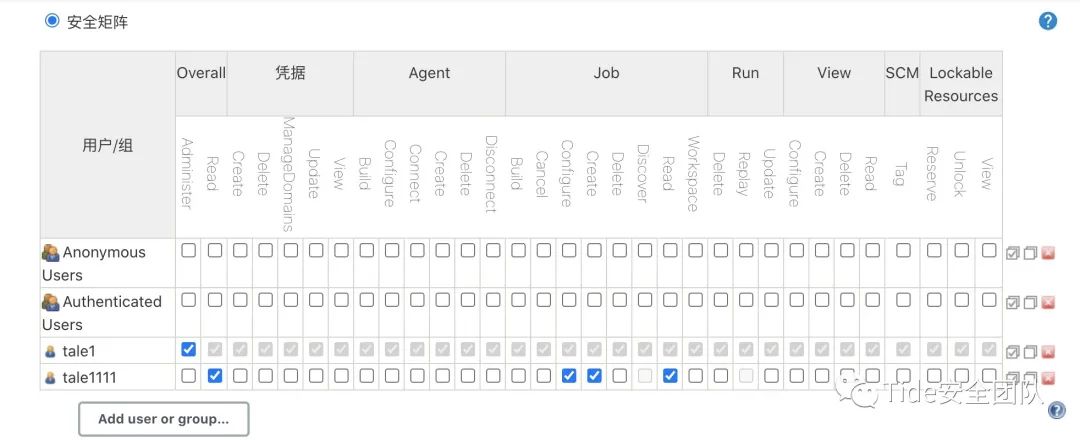 安全矩阵
用户/组
Overall
凭据
Agent
Job
Run
View
SCM
Lockable
Resources
Administer
Read
Create
Delete
ManageDomains
Update
View
Build
Configure
Connect
Create
Delete
Disconnect
Build
Cancel
Configure
Create
Delete
Discover
Read
Workspace
Delete
Replay
Update
Configure
Create
Delete
Read
Tag
Reserve
Unlock
View
Anonymous
Users
Authenticated
Users
tale1
tale1111
Add user or group...
Tide安全团队